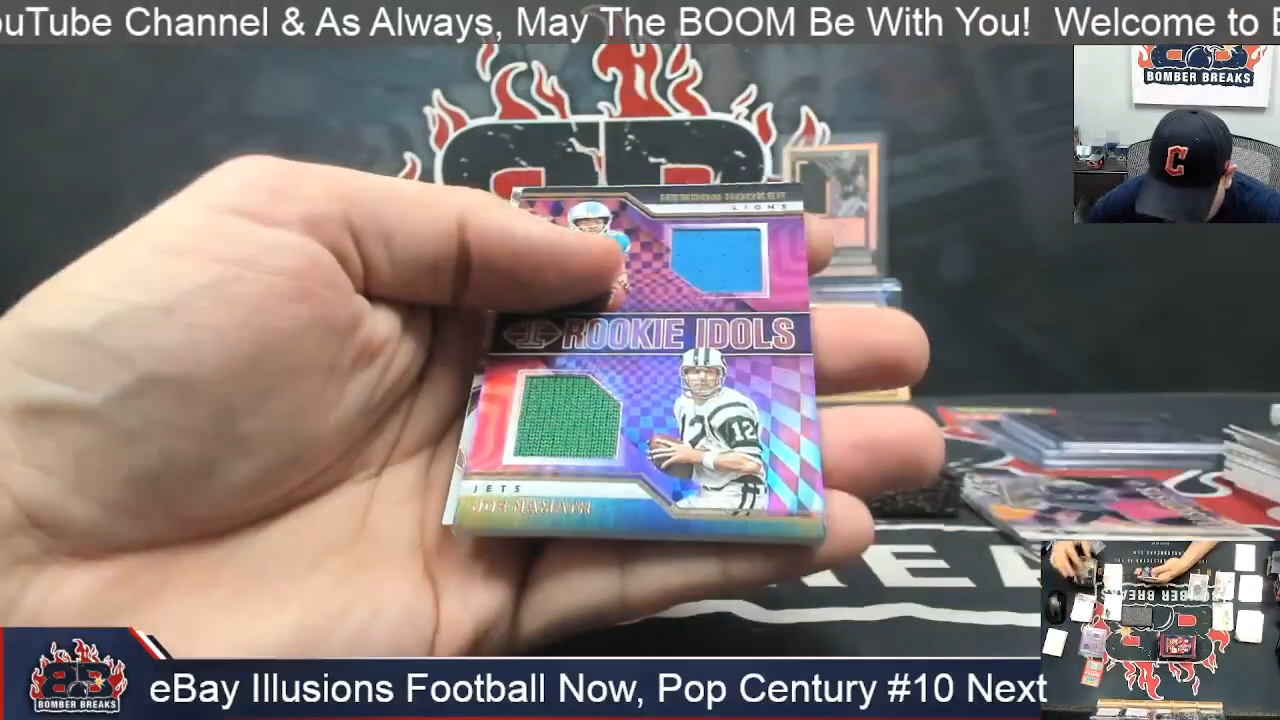 ouTube Channel & As Always, May The BOOM Be With You! Welcome to
BOMBER BREAKS
C
HENDON HOOKER
LIONS
ROOKIE IDOLS
12
JETS
JOE NAMATH
BOMBER BREAKS
eBay Illusions Football Now, Pop Century #10 Next